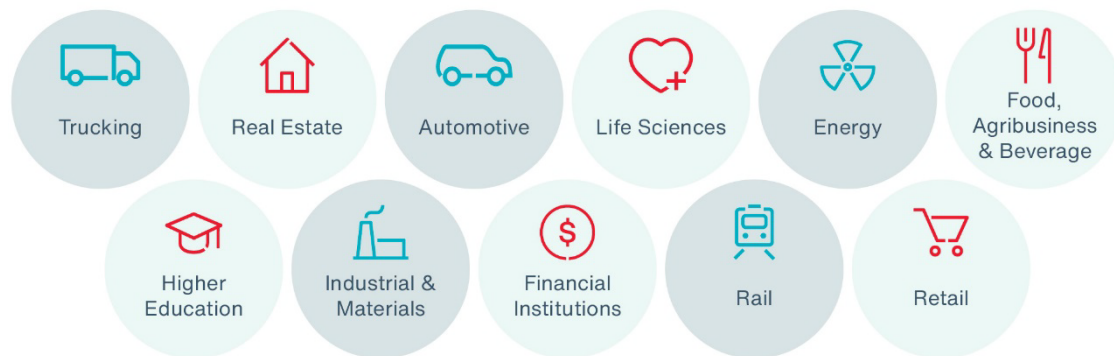 Trucking
Real Estate
Automotive
Life Sciences
Energy
Food,
Agribusiness
& Beverage
Higher
Education
Industrial &
Materials
$
Financial
Institutions
Rail
Retail